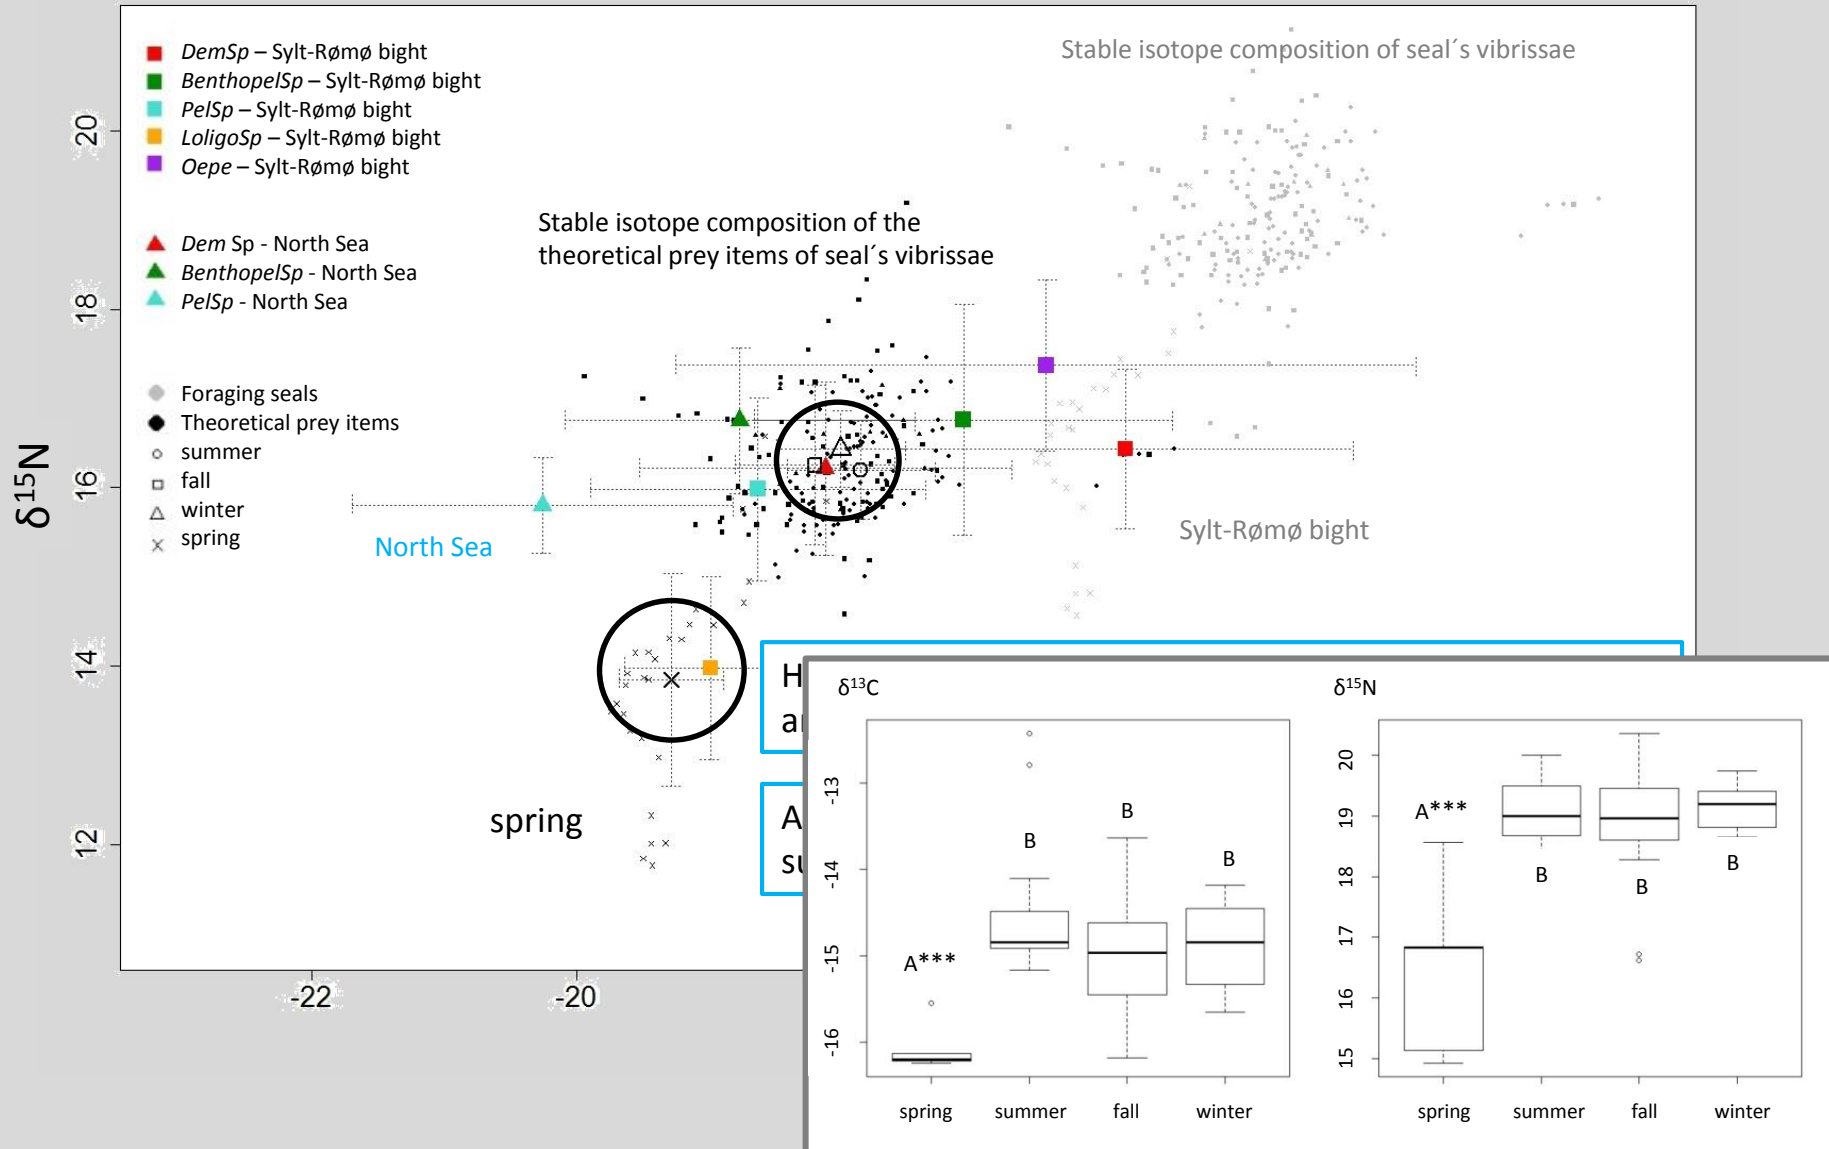 Stable isotope composition of seal´s vibrissae
DemSp – Sylt-Rømø bight
BenthopelSp – Sylt-Rømø bight
PelSp – Sylt-Rømø bight
LoligoSp – Sylt-Rømø bight
Oepe – Sylt-Rømø bight
Dem Sp - North Sea
BenthopelSp - North Sea
PelSp - North Sea
Stable isotope composition of the
theoretical prey items of seal´s vibrissae
Foraging seals
Theoretical prey items
summer
fall
winter
spring
δ15N
20
18
16
14
12
North Sea
Sylt-Rømø bight
spring
-22
-20
H
A
δ13C
-13
-14
-15
-16
A***
B
B
B
spring
summer
fall
winter
δ15N
20
19
18
17
16
15
A***
B
B
B
spring
summer
fall
winter